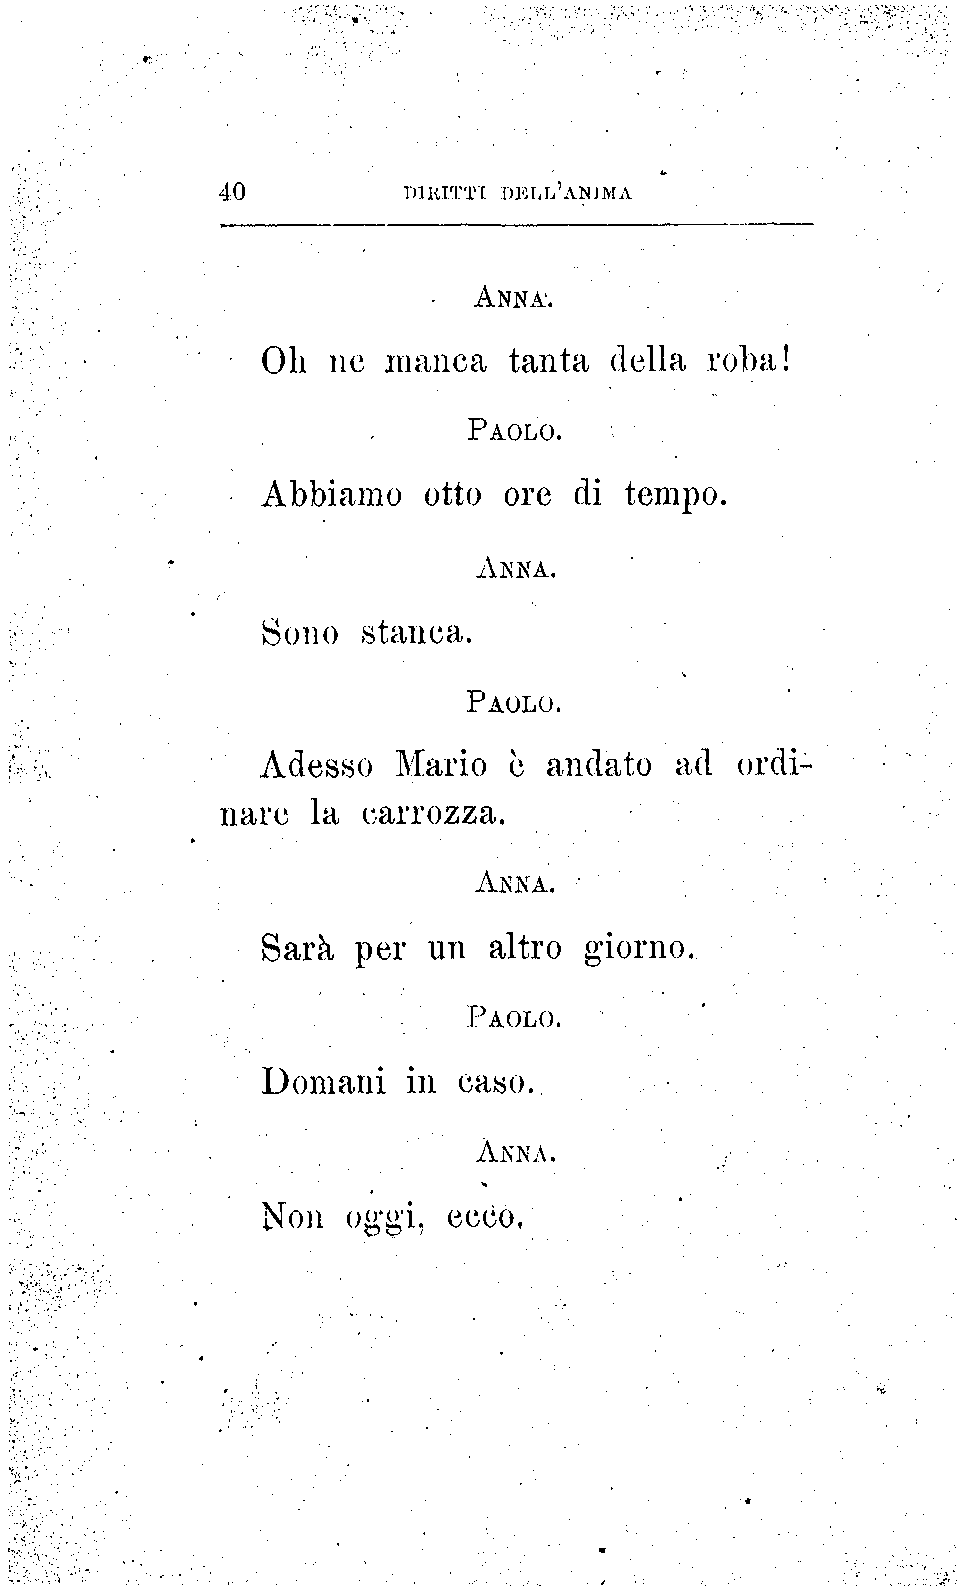 40 DIRITTI DELL'ANIMA
ANNA.
Oh ne manca tanta della roba!
PAOLO.
Abbiamo otto ore di tempo.
ANNA.
Sono stanca.
PAOLO.
Adesso Mario è andato ad ordi-
nare la carrozza.
ANNA.
Sarà per un altro giorno.
PAOLO.
Domani in caso.
ANNA.
Non oggi, ecco.